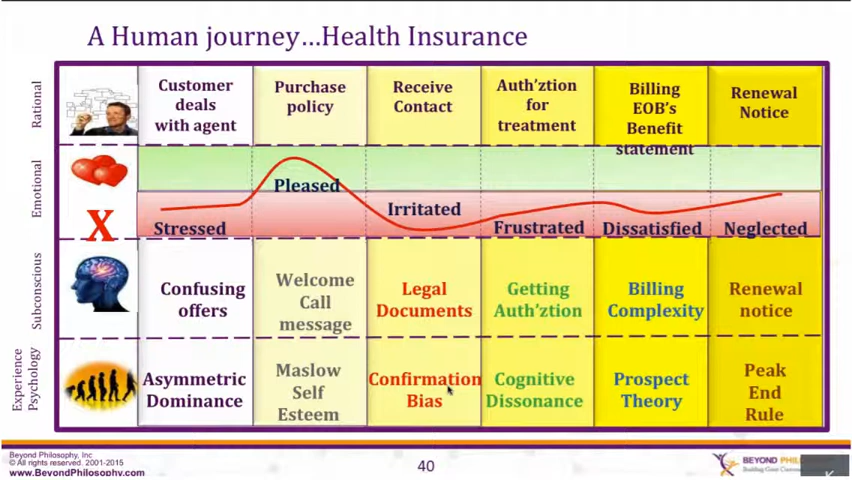 A Human journey...Health Insurance
Rational
Customer
deals
with agent
Purchase
policy
Receive
Contact
Auth'ztion
for
treatment
Billing
EOB's
Benefit
statement
Renewal
Notice
Emotional
X
Stressed
Pleased
Irritated
Frustrated
Dissatisfied
Neglected
Subconscious
Confusing
offers
Welcome
Call
message
Legal
Documents
Getting
Auth'ztion
Billing
Complexity
Renewal
notice
Experience
Psychology
Asymmetric
Dominance
Maslow
Self
Esteem
Confirmation
Bias
Cognitive
Dissonance
Prospect
Theory
Peak
End
Rule
Beyond Philosophy, Inc
© All rights reserved. 2001-2015
www.BeyondPhilosophy.com
40
BEYOND
Building Great